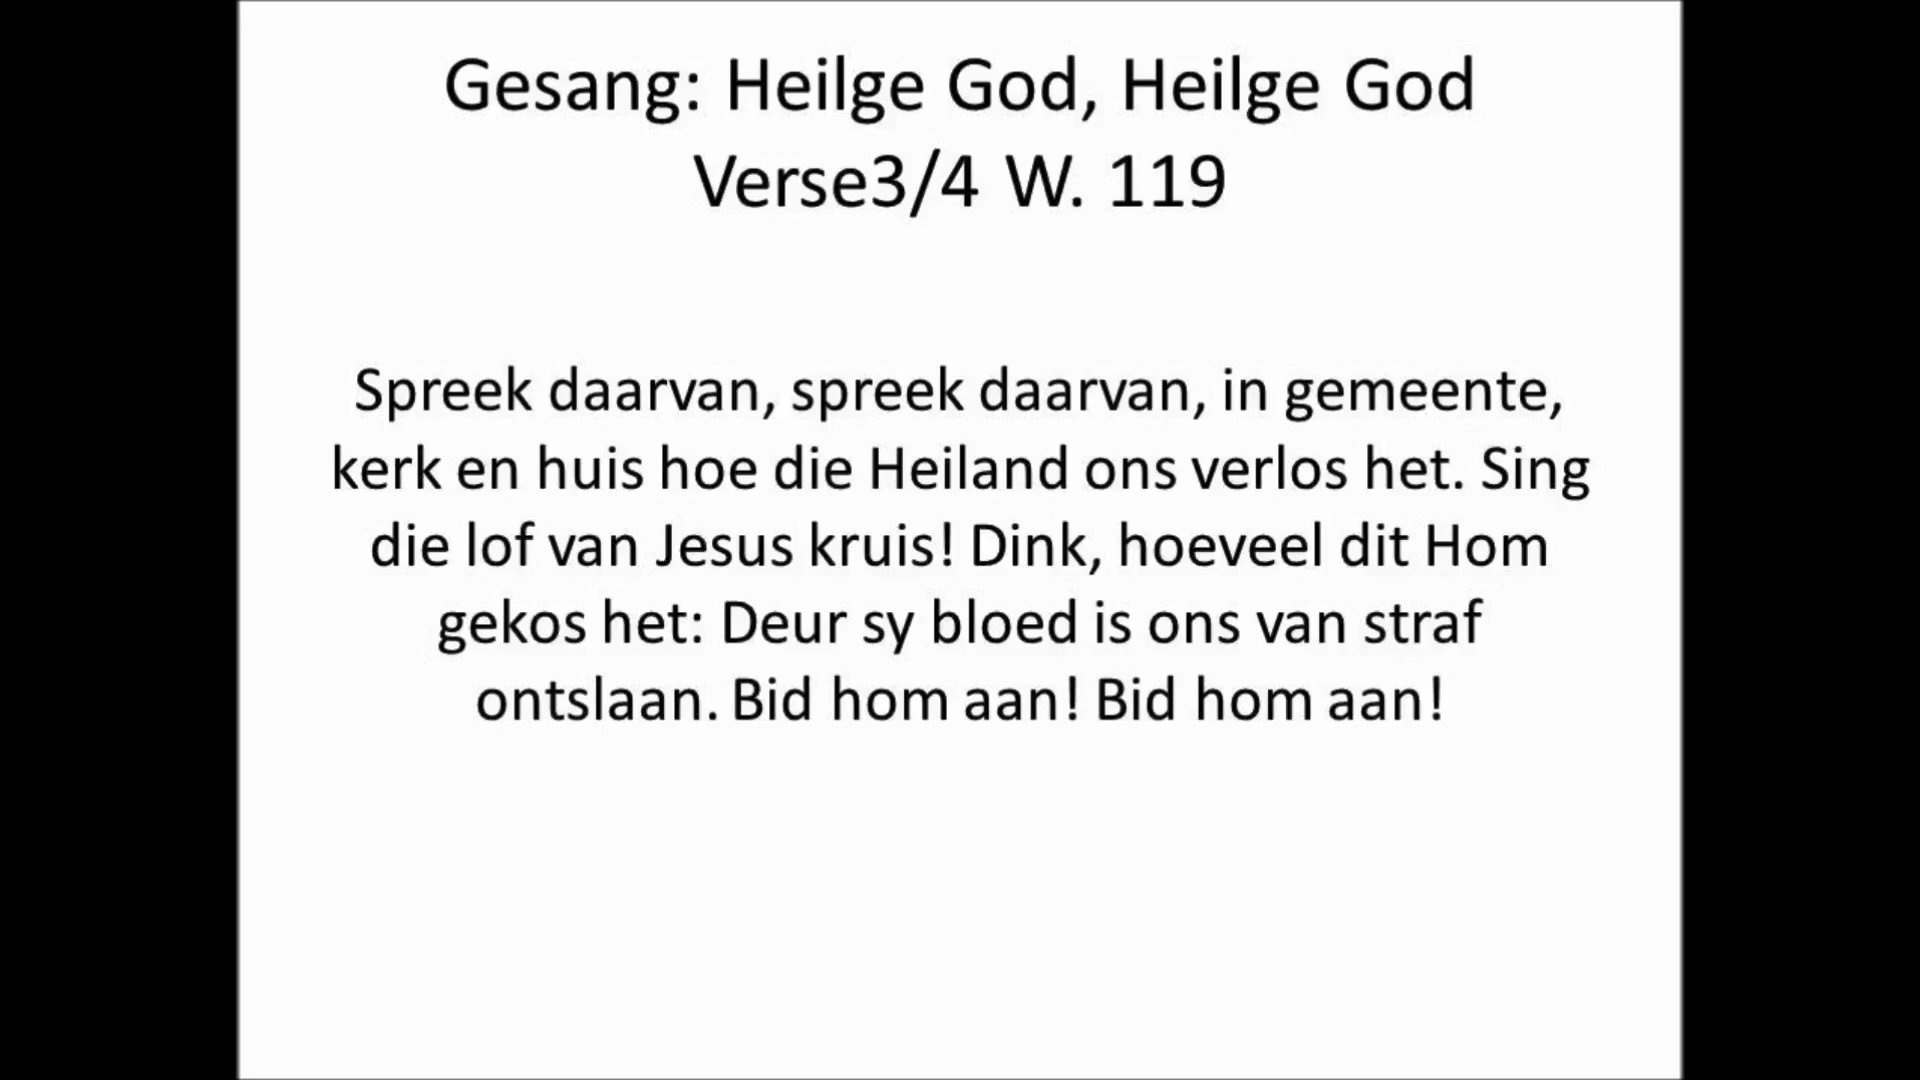 Gesang: Heilge God, Heilge God
Verse3/4 W. 119
Spreek daarvan, spreek daarvan, in gemeente,
kerk en huis hoe die Heiland ons verlos het. Sing
die lof van Jesus kruis! Dink, hoeveel dit Hom
gekos het: Deur sy bloed is ons van straf
ontslaan. Bid hom aan! Bid hom aan!